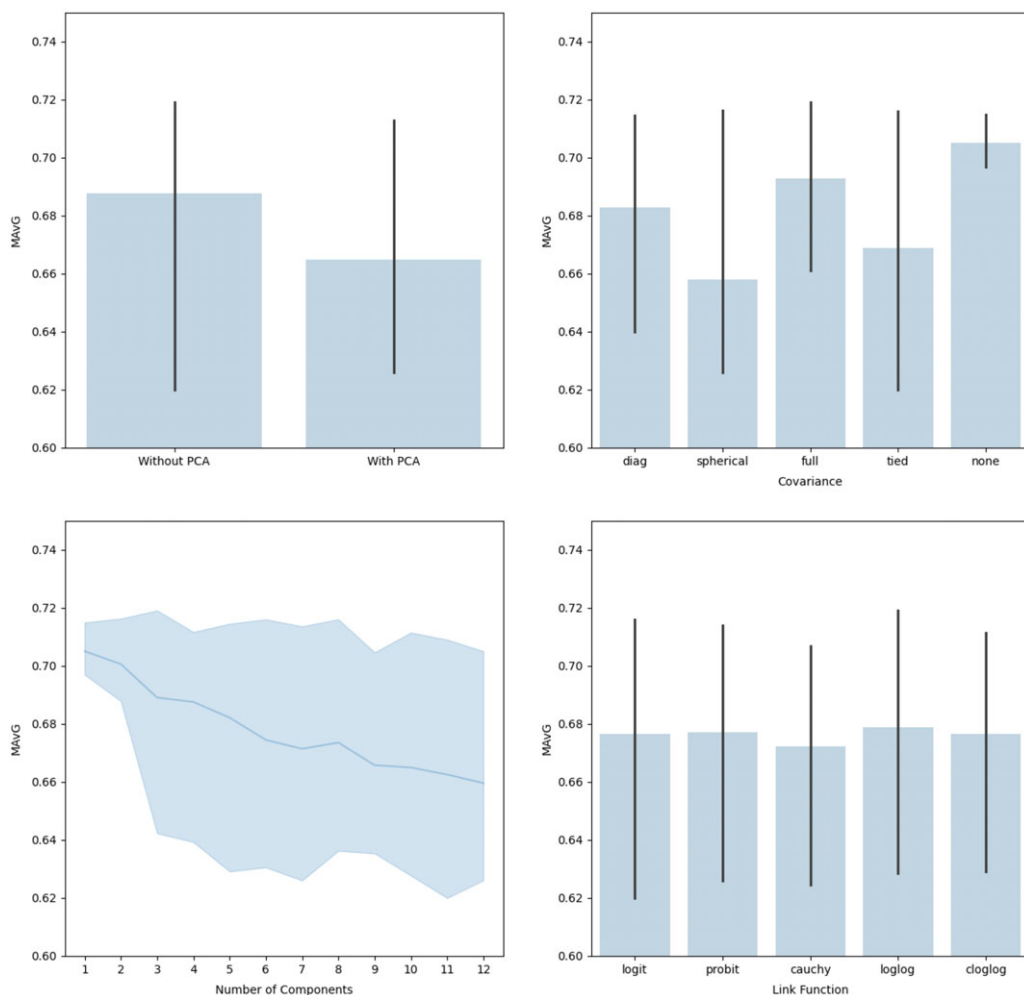 0.74
0.72
0.70
0.68
0.66
0.64
0.62
0.60
MAvG
Without PCA With PCA
0.74
0.72
0.70
0.68
0.66
0.64
0.62
0.60
MAvG
diag spherical full tied none
Covariance
0.74
0.72
0.70
0.68
0.66
0.64
0.62
0.60
MAvG
1 2 3 4 5 6 7 8 9 10 11 12
Number of Components
0.74
0.72
0.70
0.68
0.66
0.64
0.62
0.60
MAvG
logit probit cauchy loglog cloglog
Link Function